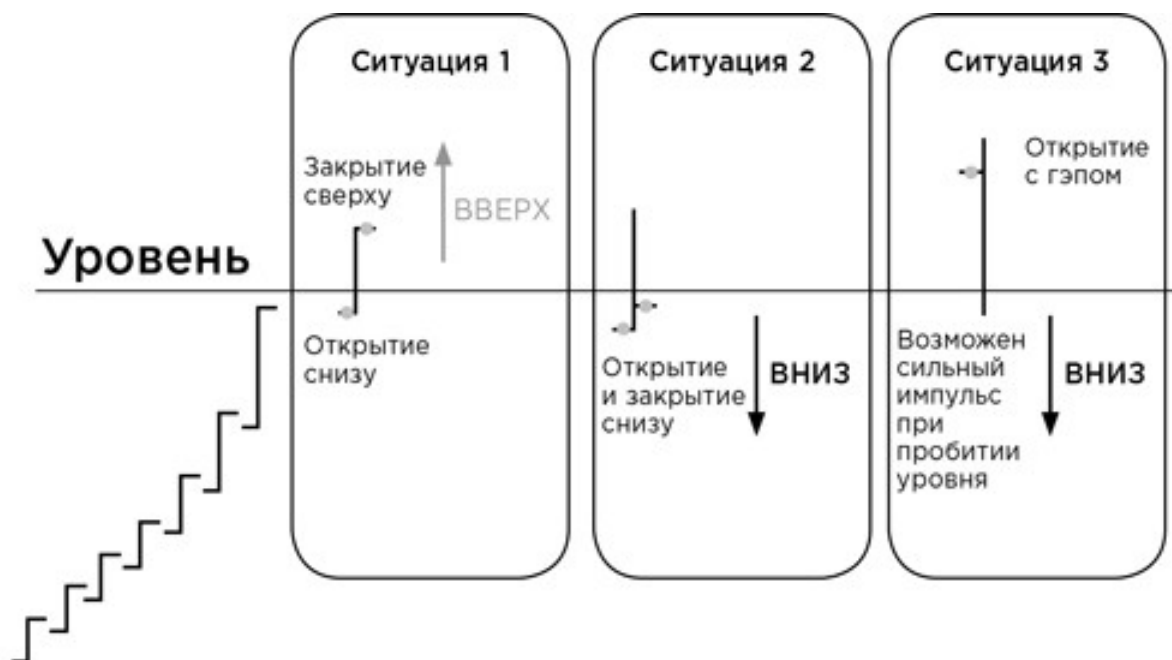 Ситуация 1
Закрытие
сверху
ВВЕРХ
Открытие
снизу
Ситуация 2
Открытие
и закрытие
снизу
ВНИЗ
Ситуация 3
Открытие
с гэпом
Возможен
сильный
импульс
при
пробитии
уровня
ВНИЗ
Уровень